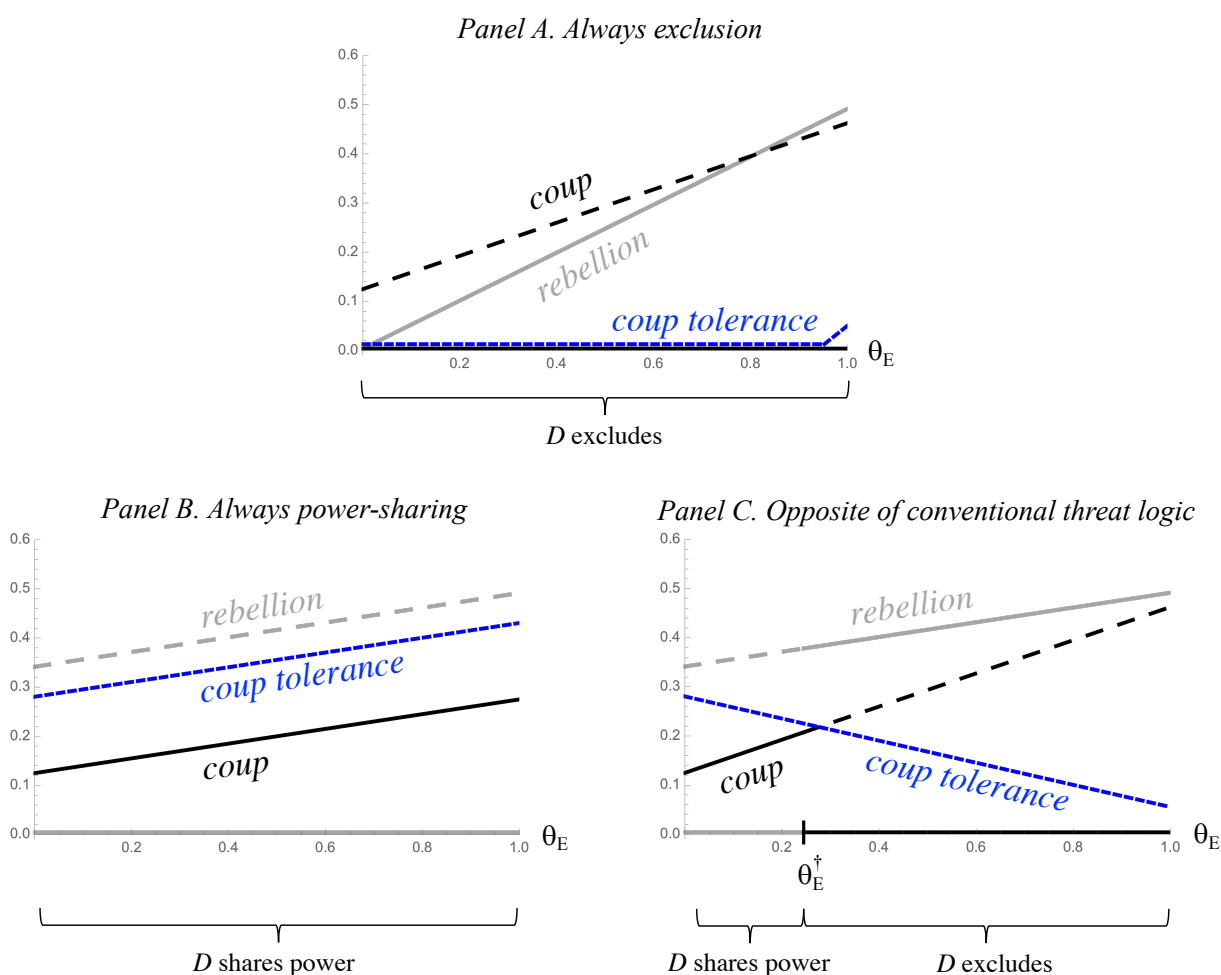 Panel A. Always exclusion
0.6
0.5
0.4
0.3
0.2
0.1
0.0
coup
rebellion
coup tolerance
0.2 0.4 0.6 0.8 1.0 θE
D excludes
Panel B. Always power-sharing
0.6
0.5
0.4
0.3
0.2
0.1
0.0
rebellion
coup tolerance
coup
0.2 0.4 0.6 0.8 1.0 θE
D shares power
Panel C. Opposite of conventional threat logic
0.6
0.5
0.4
0.3
0.2
0.1
0.0
rebellion
coup
coup tolerance
0.2 0.4 0.6 0.8 1.0 θE
θE†
D shares power
D excludes